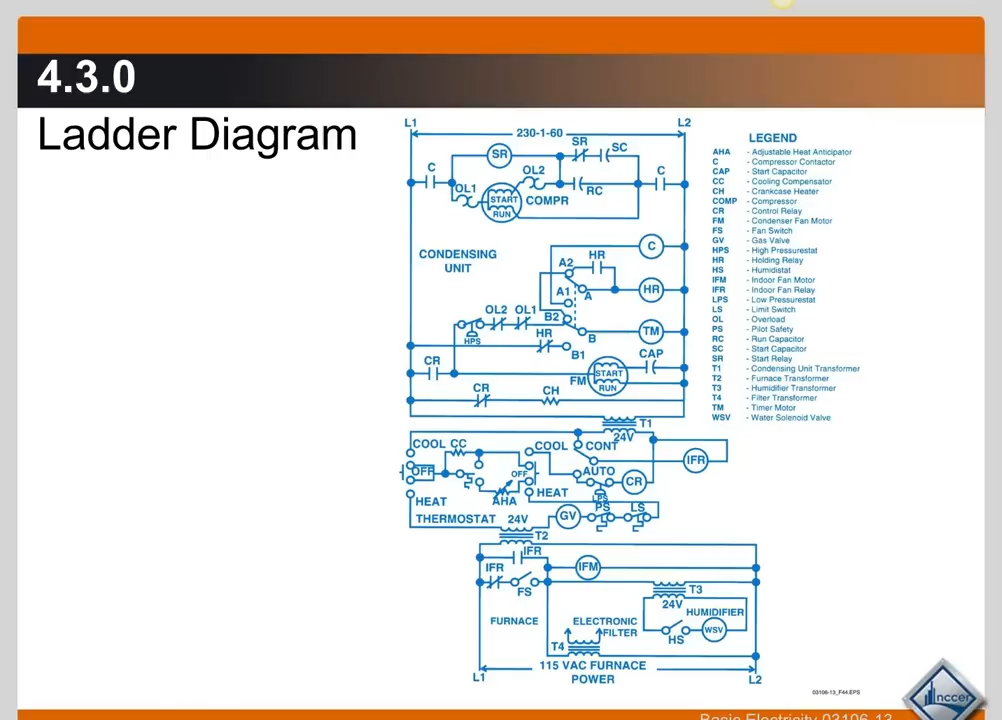 4.3.0
Ladder Diagram
L1 L2
230-1-60
SR SR SC
C OL1 OL2 RC C
START
RUN
COMPR
CONDENSING
UNIT
C
A2 HR
A1 A HR
OL2 OL1 B2
HPS HR B TM
B1
CR CAP
FM START
RUN
CR CH
T1
24V
COOL CC COOL CONT
IFR
OFF OFF AUTO
CR
LPS
HEAT AHA HEAT PS LS
THERMOSTAT 24V GV
T2
IFR
IFR IFM
FS
T3
24V
HUMIDIFIER
FURNACE ELECTRONIC
FILTER
HS WSV
T4
115 VAC FURNACE
POWER
L1 L2
LEGEND
AHA - Adjustable Heat Anticipator
C - Compressor Contactor
CAP - Start Capacitor
CC - Cooling Compensator
CH - Crankcase Heater
COMP - Compressor
CR - Control Relay
FM - Condenser Fan Motor
FS - Fan Switch
GV - Gas Valve
HPS - High Pressurestat
HR - Holding Relay
HS - Humidistat
IFM - Indoor Fan Motor
IFR - Indoor Fan Relay
LPS - Low Pressurestat
LS - Limit Switch
OL - Overload
PS - Pilot Safety
RC - Run Capacitor
SC - Start Capacitor
SR - Start Relay
T1 - Condensing Unit Transformer
T2 - Furnace Transformer
T3 - Humidifier Transformer
T4 - Filter Transformer
TM - Timer Motor
WSV - Water Solenoid Valve
03106-13_F44.EPS
nccer
Basic Electricity 03106-13